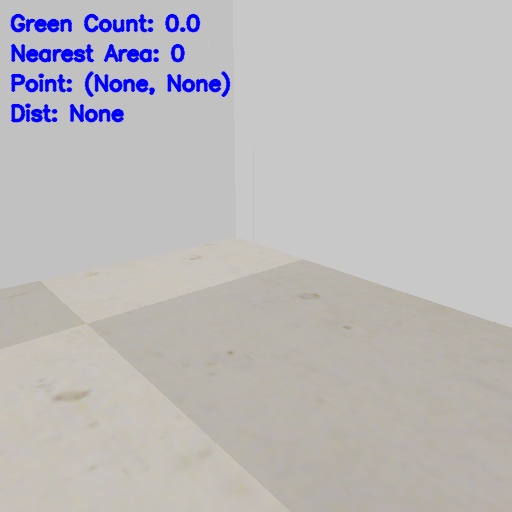 Green Count: 0.0
Nearest Area: 0
Point: (None, None)
Dist: None